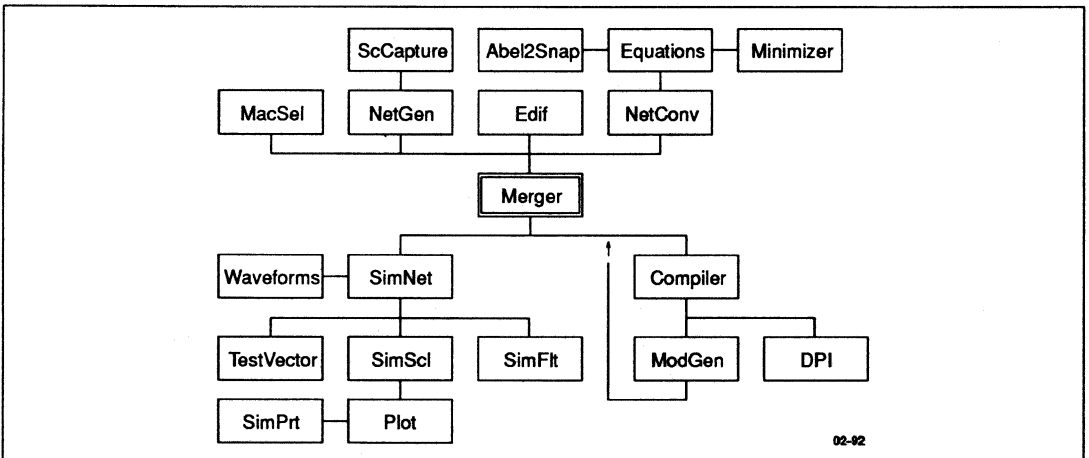 ScCapture Abel2Snap Equations Minimizer
MacSel NetGen Edif NetConv
Merger
Waveforms SimNet Compiler
TestVector SimScl SimFlt ModGen DPI
SimPrt Plot
02-92